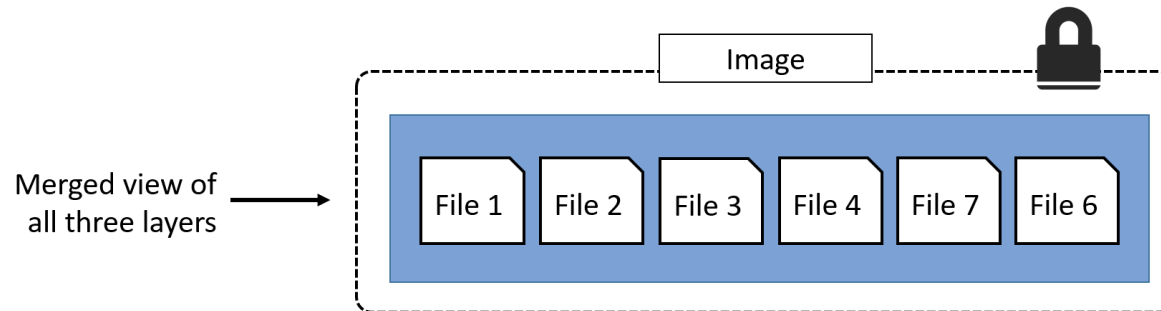 Image
Merged view of
all three layers
File 1
File 2
File 3
File 4
File 7
File 6